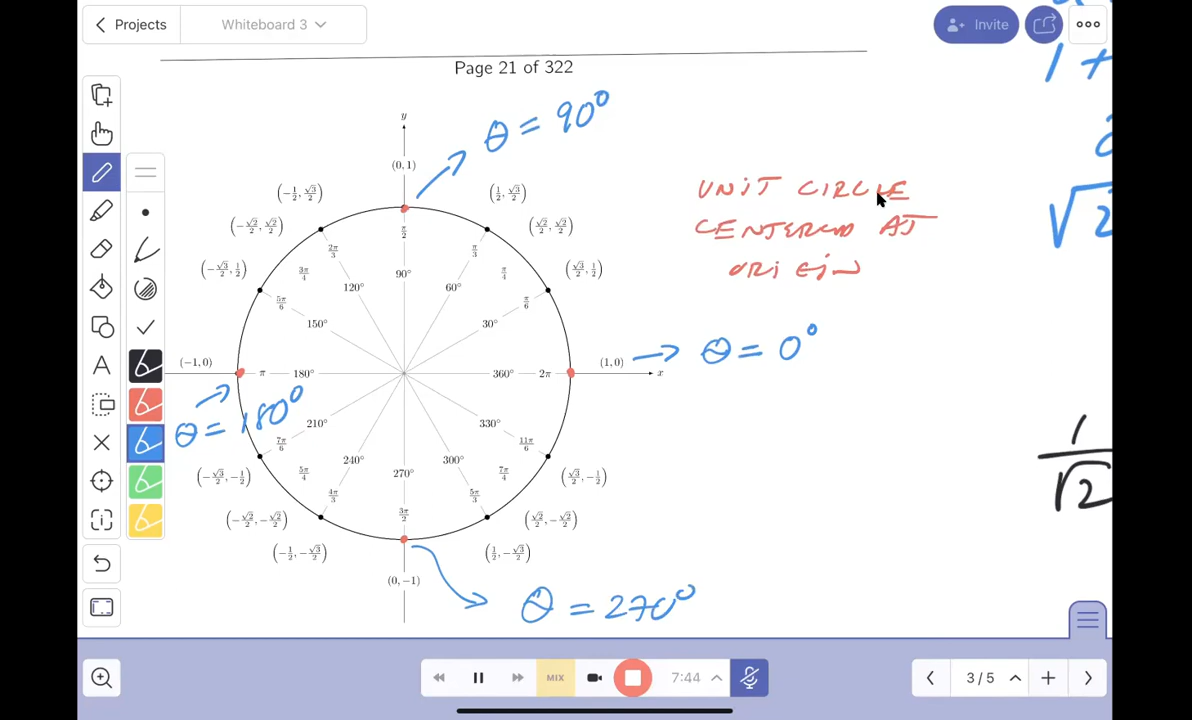 Projects
Whiteboard 3
Invite
Page 21 of 322
1 +
y
θ = 90°
(0, 1)
(-1/2, √3/2)
(1/2, √3/2)
UNIT CIRCLE
CENTERED AT
ORIGIN
√2
(-√2/2, √2/2)
(√2/2, √2/2)
π/2
2π/3
π/3
(-√3/2, 1/2)
3π/4
π/4
(√3/2, 1/2)
90°
120°
60°
5π/6
π/6
150°
30°
(-1, 0)
π
180°
360°
2π
(1, 0)
x
θ = 0°
θ = 180°
210°
330°
7π/6
11π/6
240°
300°
270°
5π/4
7π/4
(-√3/2, -1/2)
(√3/2, -1/2)
4π/3
5π/3
3π/2
(-√2/2, -√2/2)
(√2/2, -√2/2)
(-1/2, -√3/2)
(1/2, -√3/2)
(0, -1)
θ = 270°
1/√2
A
MIX
7:44
3 / 5